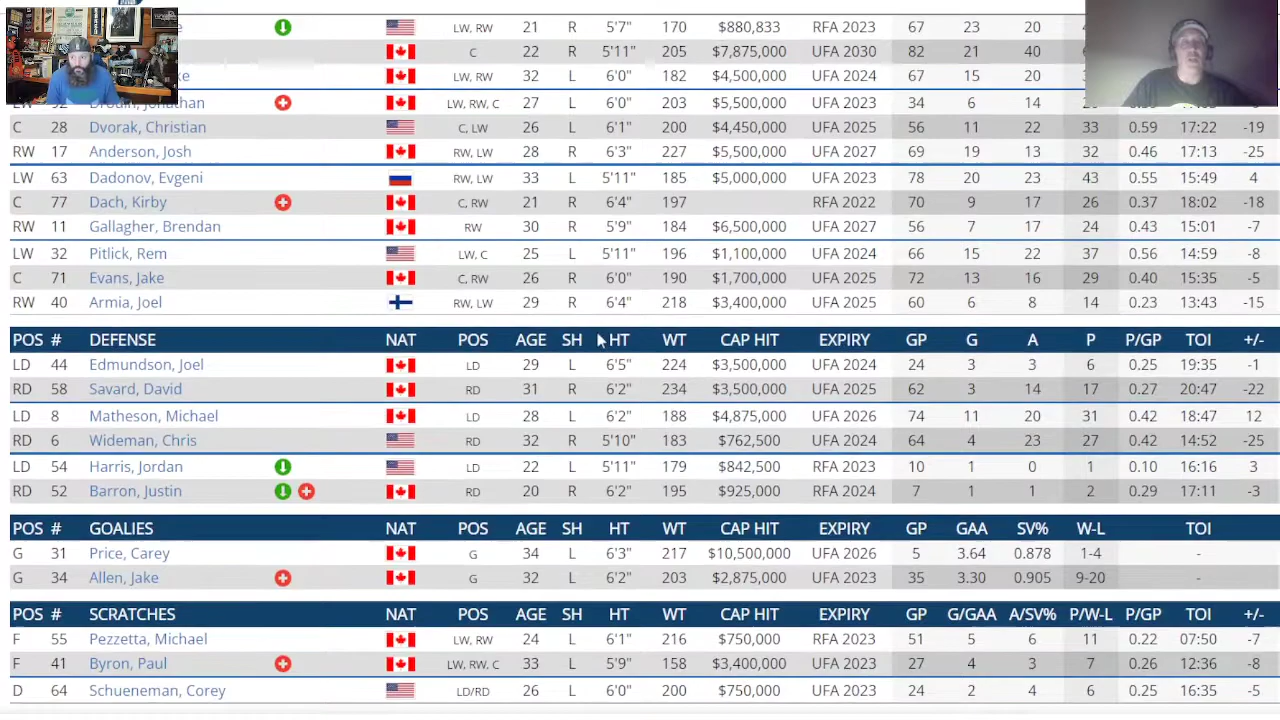 LW, RW 21 R 5'7" 170 $880,833 RFA 2023 67 23 20
C 22 R 5'11" 205 $7,875,000 UFA 2030 82 21 40
LW, RW 32 L 6'0" 182 $4,500,000 UFA 2024 67 15 20
LW 92 Drouin, Jonathan LW, RW, C 27 L 6'0" 203 $5,500,000 UFA 2023 34 6 14
C 28 Dvorak, Christian C, LW 26 L 6'1" 200 $4,450,000 UFA 2025 56 11 22 33 0.59 17:22 -19
RW 17 Anderson, Josh RW, LW 28 R 6'3" 227 $5,500,000 UFA 2027 69 19 13 32 0.46 17:13 -25
LW 63 Dadonov, Evgeni RW, LW 33 L 5'11" 185 $5,000,000 UFA 2023 78 20 23 43 0.55 15:49 4
C 77 Dach, Kirby C, RW 21 R 6'4" 197 RFA 2022 70 9 17 26 0.37 18:02 -18
RW 11 Gallagher, Brendan RW 30 R 5'9" 184 $6,500,000 UFA 2027 56 7 17 24 0.43 15:01 -7
LW 32 Pitlick, Rem LW, C 25 L 5'11" 196 $1,100,000 UFA 2024 66 15 22 37 0.56 14:59 -8
C 71 Evans, Jake C, RW 26 R 6'0" 190 $1,700,000 UFA 2025 72 13 16 29 0.40 15:35 -5
RW 40 Armia, Joel RW, LW 29 R 6'4" 218 $3,400,000 UFA 2025 60 6 8 0.23 13:43 -15
POS # DEFENSE NAT POS AGE SH HT WT CAP HIT EXPIRY GP G A P P/GP TOI +/-
LD 44 Edmundson, Joel LD 29 L 6'5" 224 $3,500,000 UFA 2024 24 3 3 6 0.25 19:35 -1
RD 58 Savard, David RD 31 R 6'2" 234 $3,500,000 UFA 2025 62 3 14 17 0.27 20:47 -22
LD 8 Matheson, Michael LD 28 L 6'2" 188 $4,875,000 UFA 2026 74 11 20 31 0.42 18:47 12
RD 6 Wideman, Chris RD 32 R 5'10" 183 $762,500 UFA 2024 64 4 23 27 0.42 14:52 -25
LD 54 Harris, Jordan LD 22 L 5'11" 179 $842,500 RFA 2023 10 1 0 1 0.10 16:16 3
RD 52 Barron, Justin RD 20 R 6'2" 195 $925,000 RFA 2024 7 1 1 2 0.29 17:11 -3
POS # GOALIES NAT POS AGE SH HT WT CAP HIT EXPIRY GP GAA SV% W-L TOI
G 31 Price, Carey G 34 L 6'3" 217 $10,500,000 UFA 2026 5 3.64 0.878 1-4 -
G 34 Allen, Jake G 32 L 6'2" 203 $2,875,000 UFA 2023 35 3.30 0.905 9-20 -
POS # SCRATCHES NAT POS AGE SH HT WT CAP HIT EXPIRY GP G/GAA A/SV% P/W-L P/GP TOI +/-
F 55 Pezzetta, Michael LW, RW 24 L 6'1" 216 $750,000 RFA 2023 51 5 6 11 0.22 07:50 -7
F 41 Byron, Paul LW, RW, C 33 L 5'9" 158 $3,400,000 UFA 2023 27 4 3 7 0.26 12:36 -8
D 64 Schueneman, Corey LD/RD 26 L 6'0" 200 $750,000 UFA 2023 24 2 4 6 0.25 16:35 -5